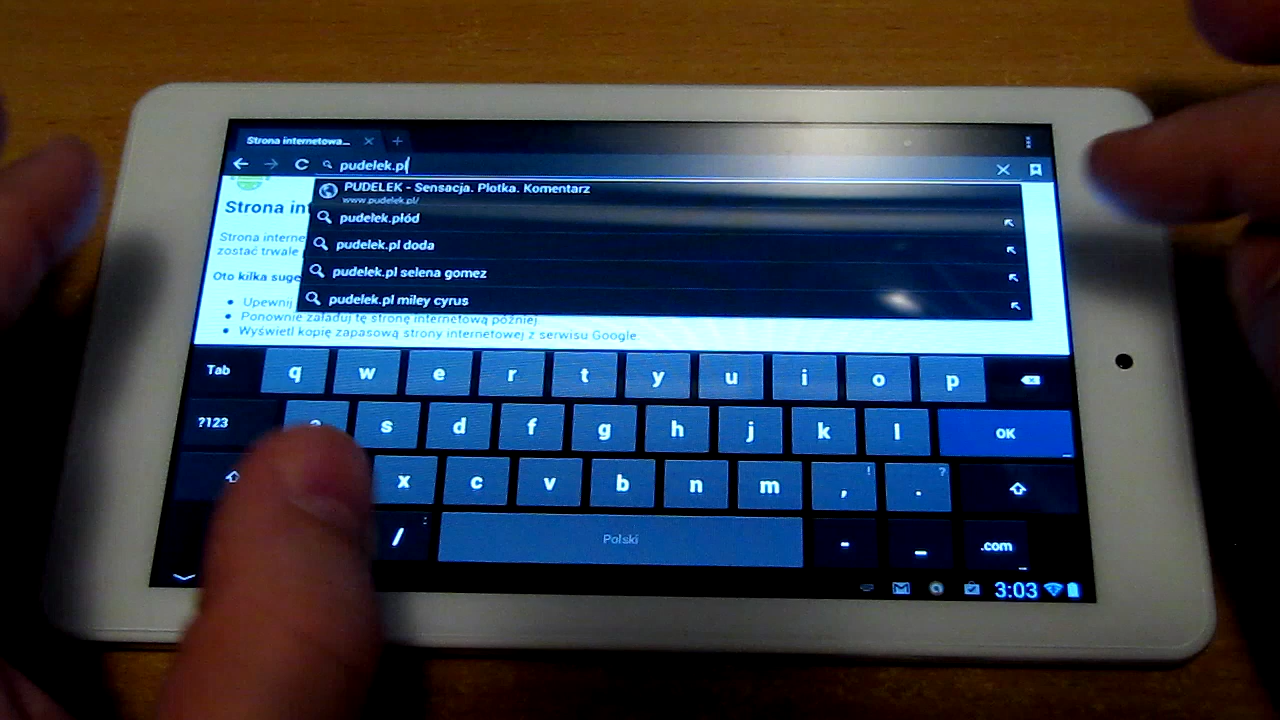 Strona internetowa...
pudelek.pl
PUDELEK - Sensacja. Plotka. Komentarz
www.pudelek.pl/
Strona in
pudelek.płód
Strona interne
pudelek.pl doda
zostać trwale
pudelek.pl selena gomez
Oto kilka suge
pudelek.pl miley cyrus
Upewnij
Ponownie załaduj tę stronę internetową później.
Wyświetl kopię zapasową strony internetowej z serwisu Google.
Tab q w e r t y u i o p
?123 s d f g h j k l OK
x c v b n m , ! . ?
/ : Polski - _ .com
3:03